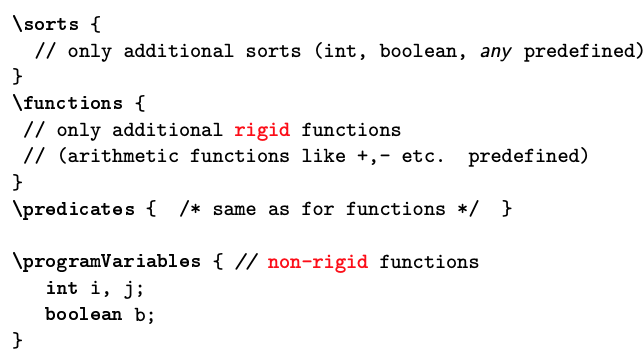 \sorts {
// only additional sorts (int, boolean, any predefined)
}
\functions {
// only additional rigid functions
// (arithmetic functions like +,- etc. predefined)
}
\predicates { /* same as for functions */ }
\programVariables { // non-rigid functions
int i, j;
boolean b;
}